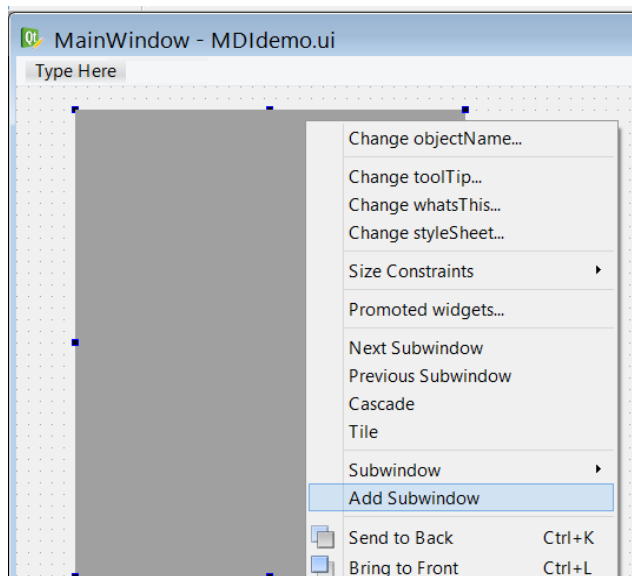 MainWindow - MDIdemo.ui
Type Here
Change objectName...
Change toolTip...
Change whatsThis...
Change styleSheet...
Size Constraints
Promoted widgets...
Next Subwindow
Previous Subwindow
Cascade
Tile
Subwindow
Add Subwindow
Send to Back Ctrl+K
Bring to Front Ctrl+L